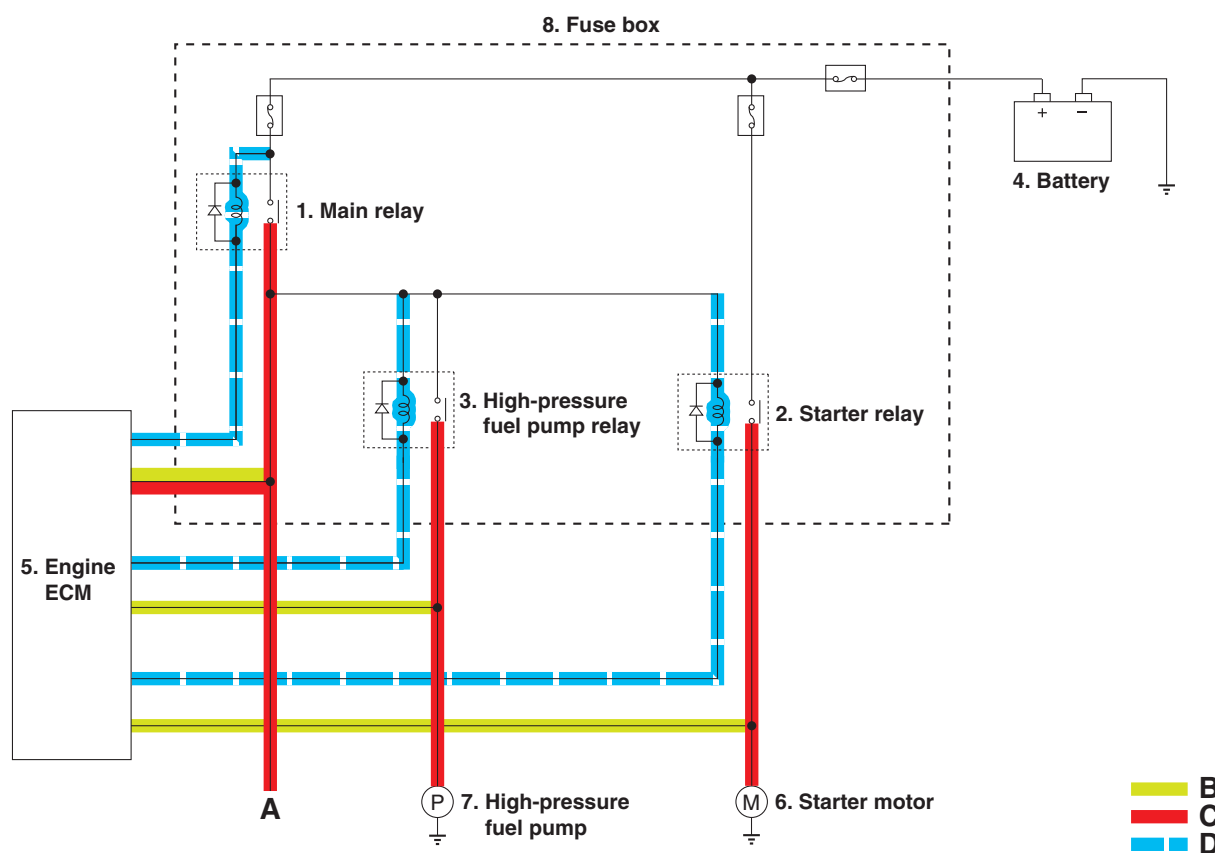 8. Fuse box
+ −
4. Battery
1. Main relay
3. High-pressure
fuel pump relay
2. Starter relay
5. Engine
ECM
A
P
7. High-pressure
fuel pump
M
6. Starter motor
B
C
D